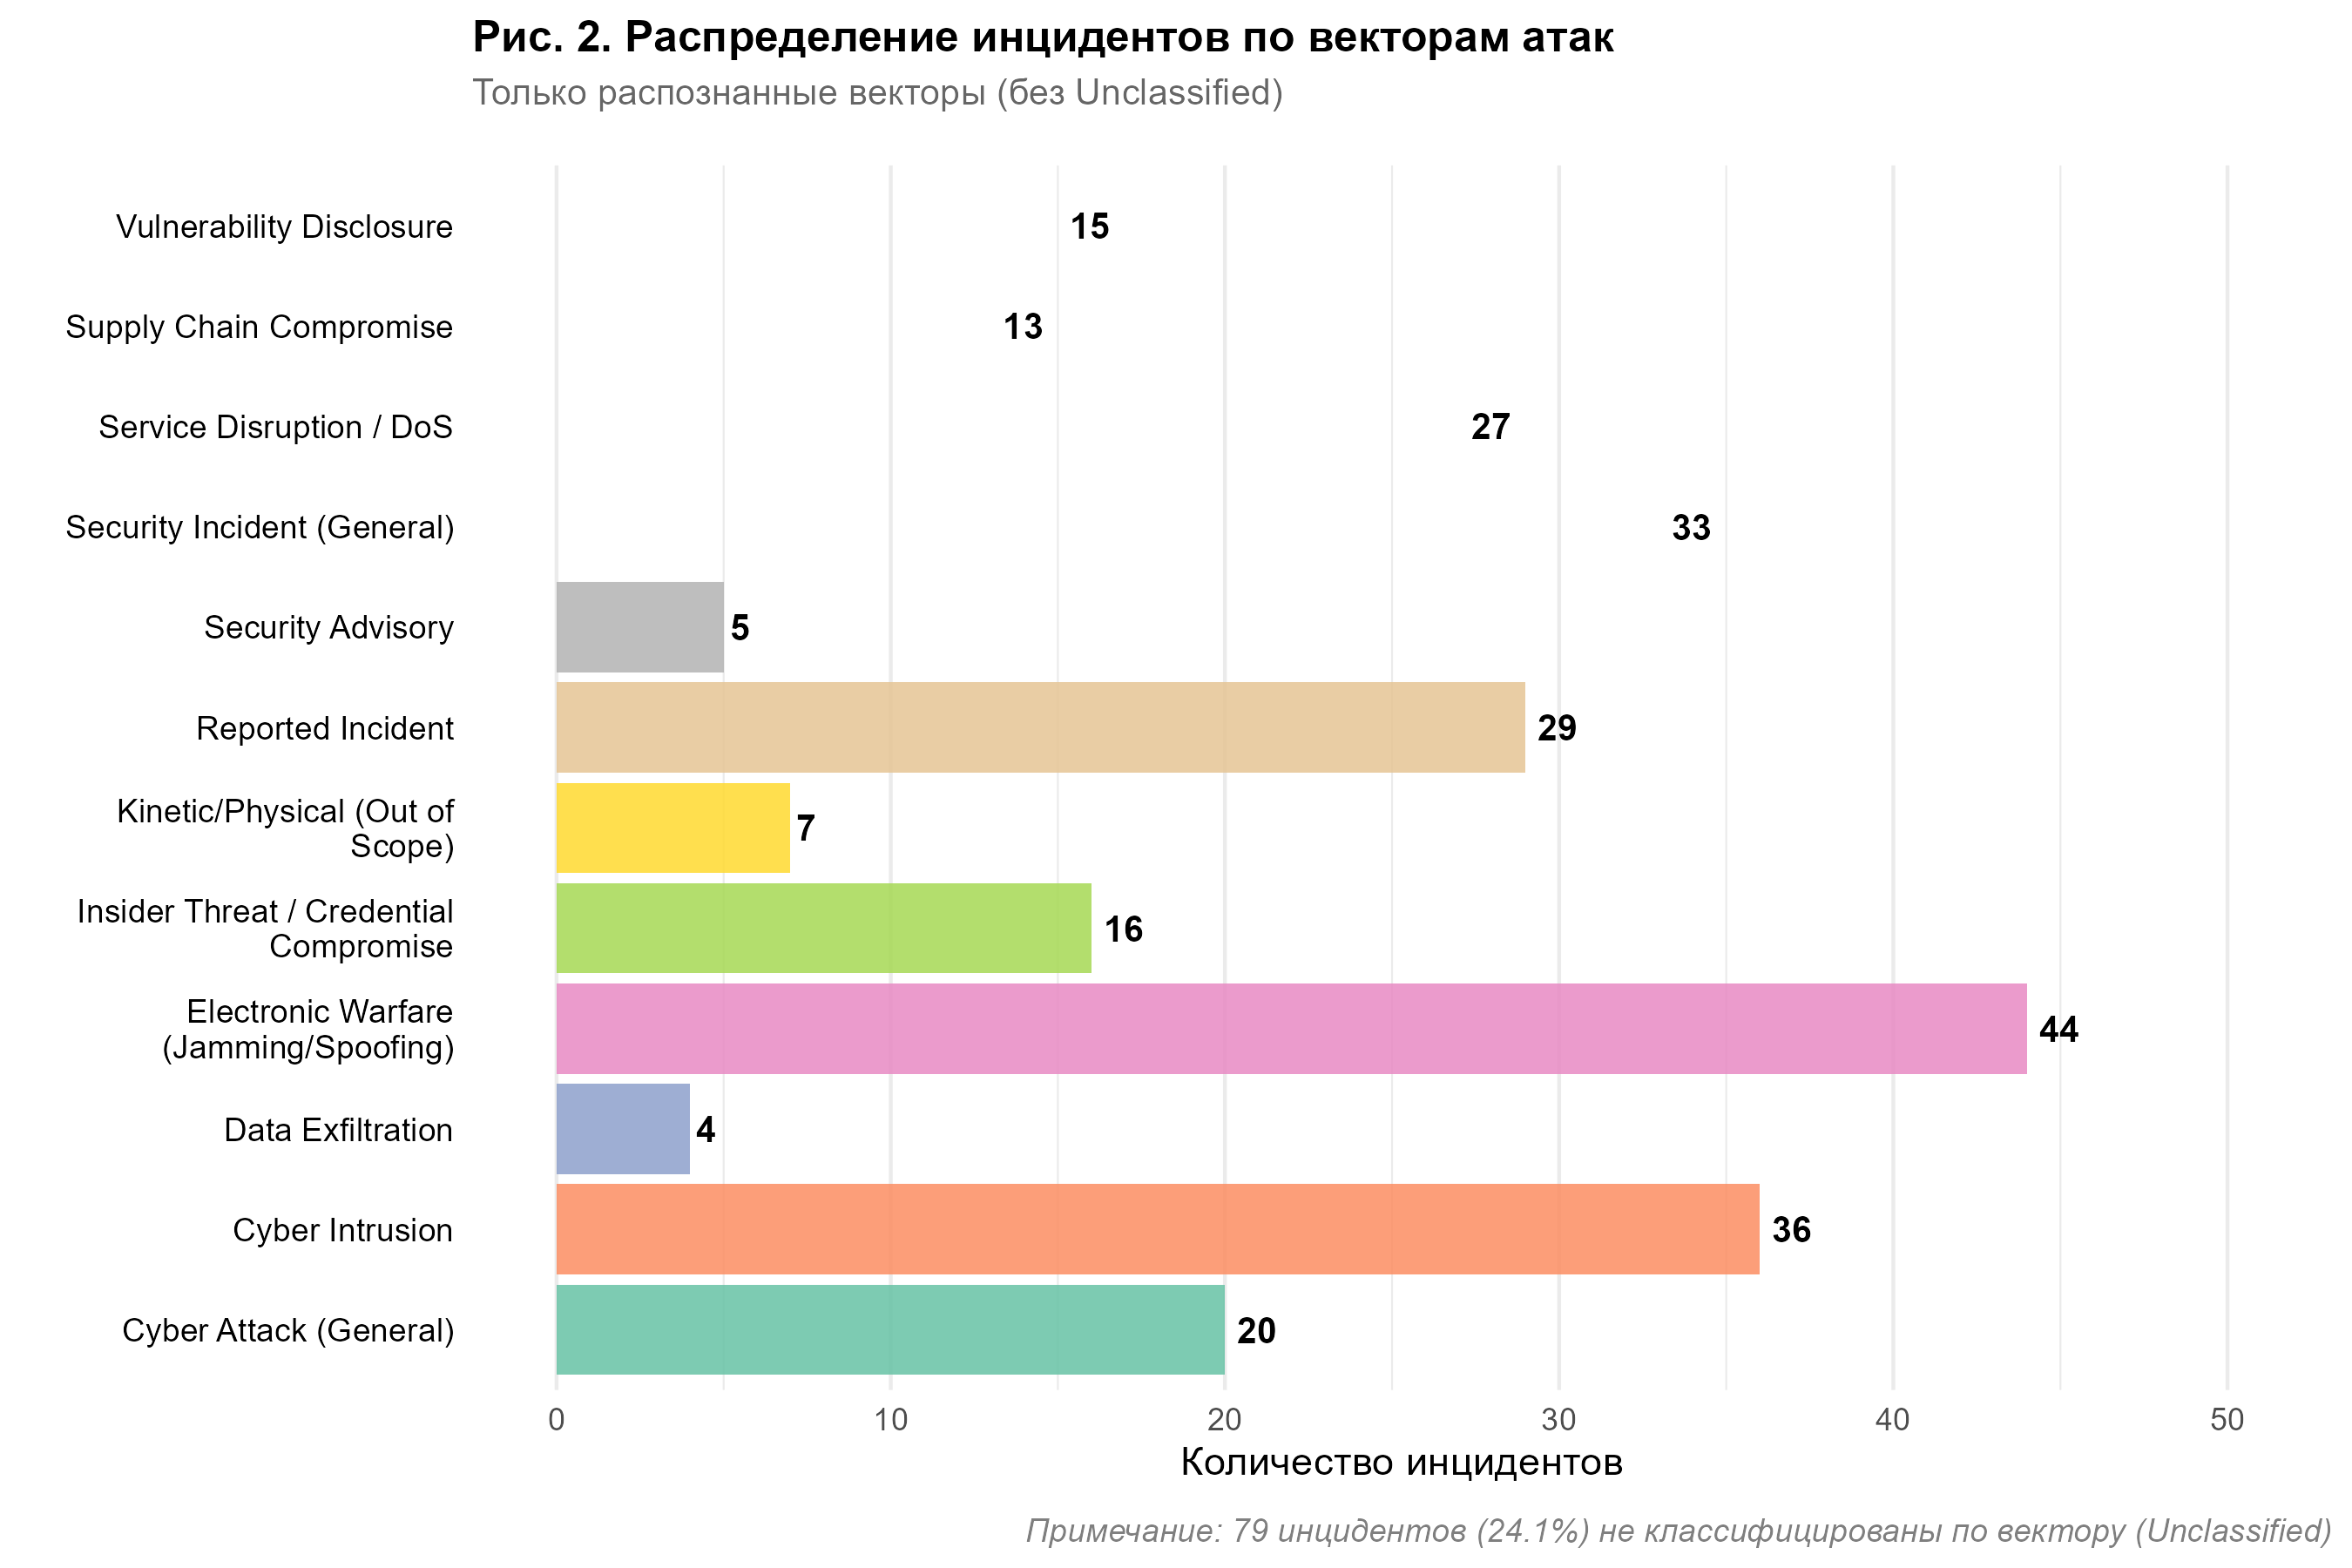 Рис. 2. Распределение инцидентов по векторам атак
Только распознанные векторы (без Unclassified)
Vulnerability Disclosure
15
Supply Chain Compromise
13
Service Disruption / DoS
27
Security Incident (General)
33
Security Advisory
5
Reported Incident
29
Kinetic/Physical (Out of
Scope)
7
Insider Threat / Credential
Compromise
16
Electronic Warfare
(Jamming/Spoofing)
44
Data Exfiltration
4
Cyber Intrusion
36
Cyber Attack (General)
20
0 10 20 30 40 50
Количество инцидентов
Примечание: 79 инцидентов (24.1%) не классифицированы по вектору (Unclassified)